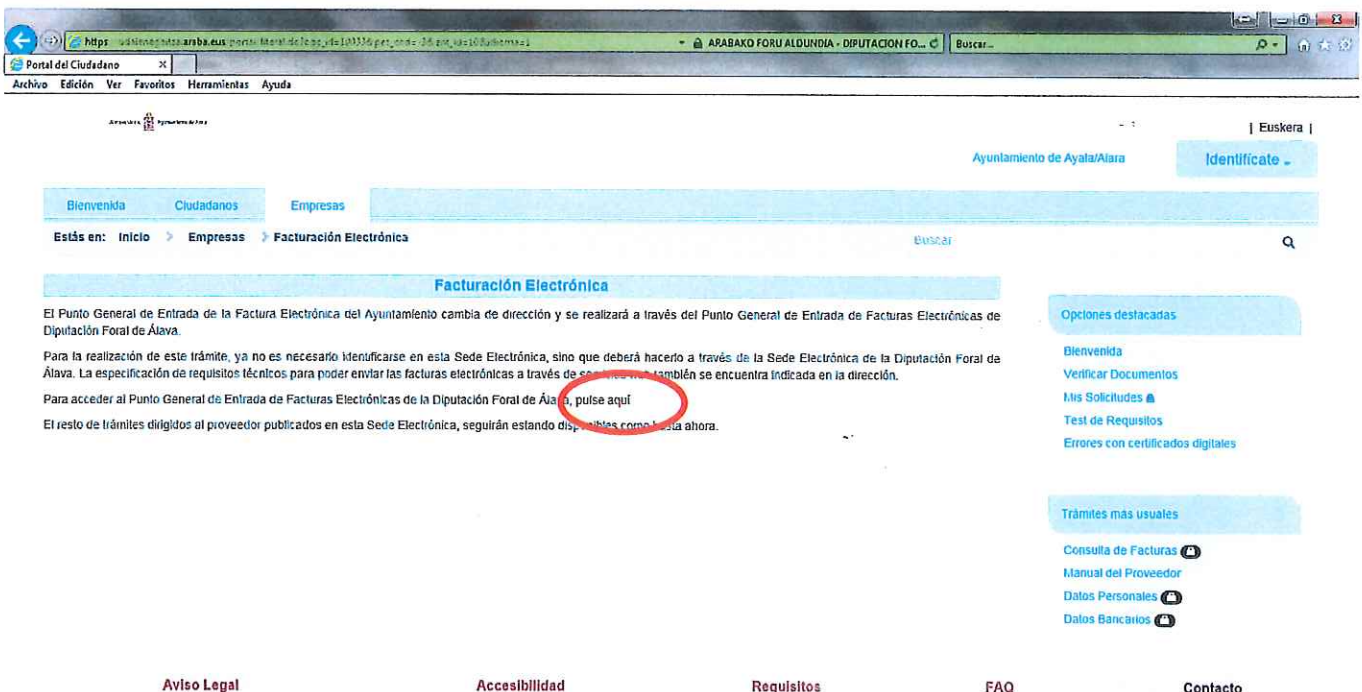 https
araba.eus
ARABAKO FORU ALDUNDIA - DIPUTACION FO...
Buscar...
Portal del Ciudadano
Archivo Edición Ver Favoritos Herramientas Ayuda
| Euskera |
Ayuntamiento de Ayala/Aiara
Identifícate
Bienvenida Ciudadanos Empresas
Estás en: Inicio > Empresas > Facturación Electrónica
Buscar
Facturación Electrónica
El Punto General de Entrada de la Factura Electrónica del Ayuntamiento cambia de dirección y se realizará a través del Punto General de Entrada de Facturas Electrónicas de
Diputación Foral de Álava.
Para la realización de este trámite, ya no es necesario identificarse en esta Sede Electrónica, sino que deberá hacerlo a través de la Sede Electrónica de la Diputación Foral de
Álava. La especificación de requisitos técnicos para poder enviar las facturas electrónicas a través de también se encuentra indicada en la dirección.
Para acceder al Punto General de Entrada de Facturas Electrónicas de la Diputación Foral de Álava, pulse aquí
El resto de trámites dirigidos al proveedor publicados en esta Sede Electrónica, seguirán estando disponibles como hasta ahora.
Opciones destacadas
Bienvenida
Verificar Documentos
Mis Solicitudes
Test de Requisitos
Errores con certificados digitales
Trámites más usuales
Consulta de Facturas
Manual del Proveedor
Datos Personales
Datos Bancarios
Aviso Legal Accesibilidad Requisitos FAQ Contacto